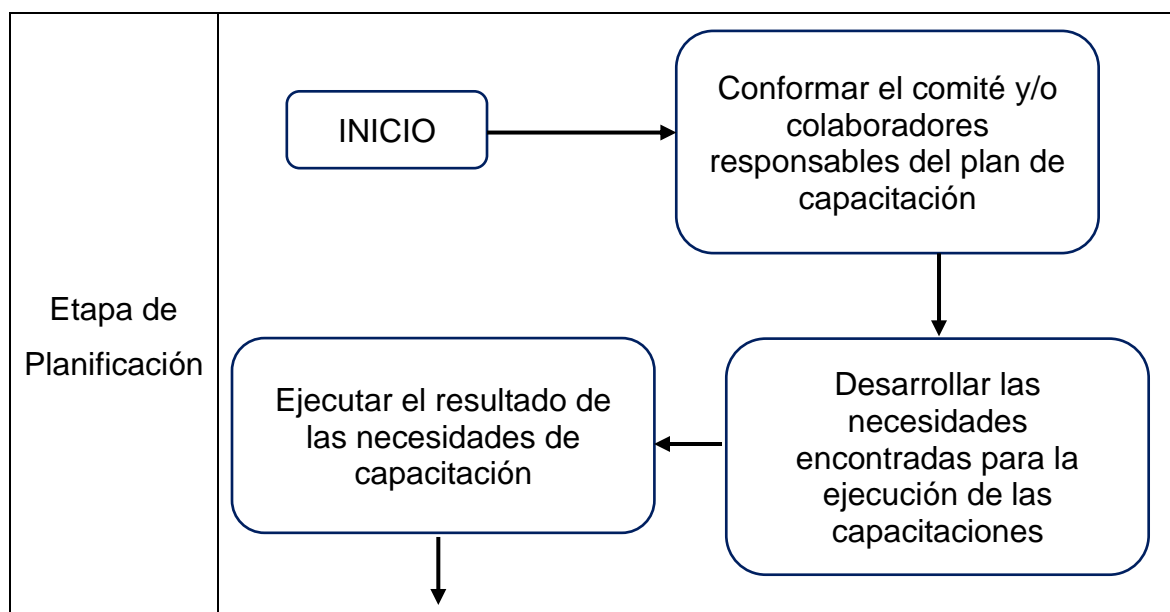 Etapa de
Planificación
INICIO
Conformar el comité y/o
colaboradores
responsables del plan de
capacitación
Desarrollar las
necesidades
encontradas para la
ejecución de las
capacitaciones
Ejecutar el resultado de
las necesidades de
capacitación